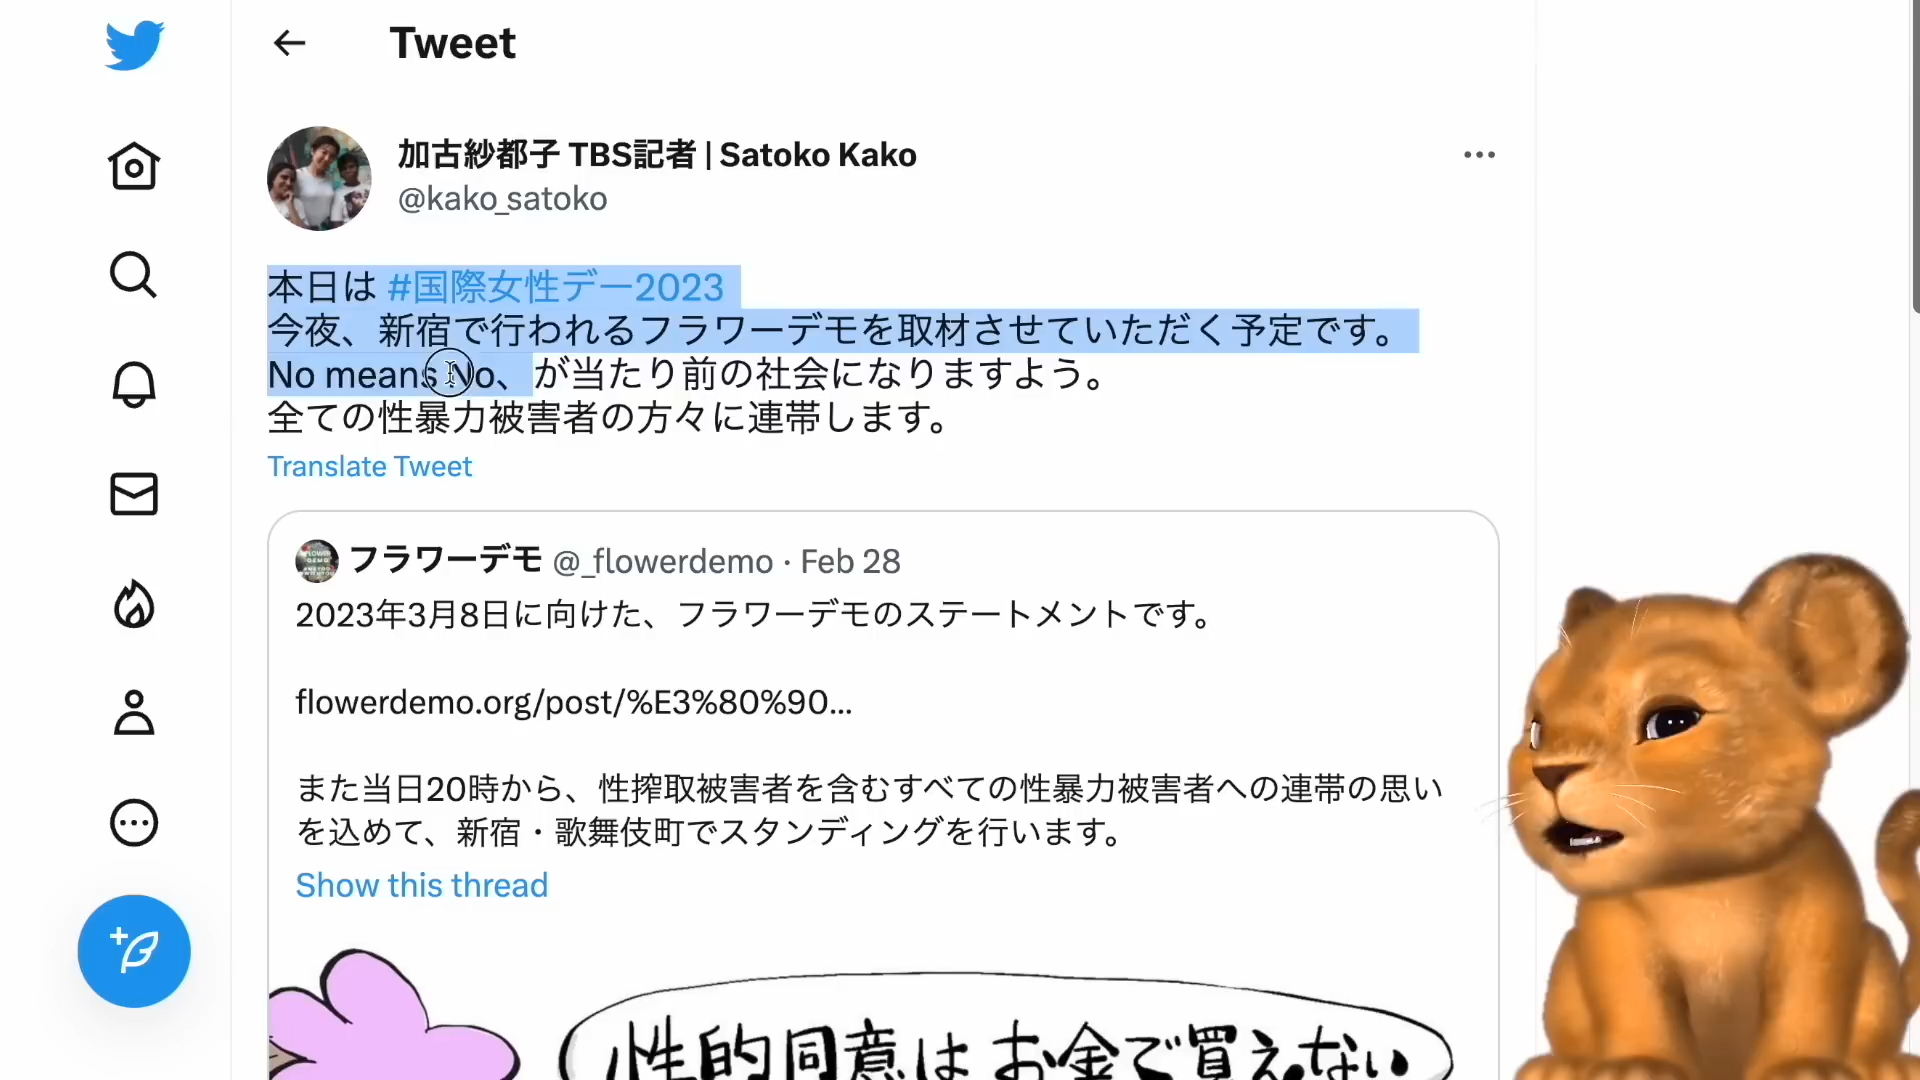 Tweet
加古紗都子 TBS記者 | Satoko Kako
@kako_satoko
本日は #国際女性デー2023
今夜、新宿で行われるフラワーデモを取材させていただく予定です。
No means No、が当たり前の社会になりますよう。
全ての性暴力被害者の方々に連帯します。
Translate Tweet
フラワーデモ @_flowerdemo · Feb 28
2023年3月8日に向けた、フラワーデモのステートメントです。
flowerdemo.org/post/%E3%80%90…
また当日20時から、性搾取被害者を含むすべての性暴力被害者への連帯の思い
を込めて、新宿・歌舞伎町でスタンディングを行います。
Show this thread
性的同意はお金で買えない